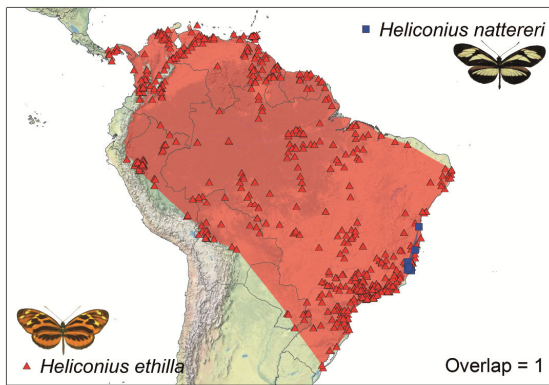 Heliconius nattereri
Heliconius ethilla
Overlap = 1